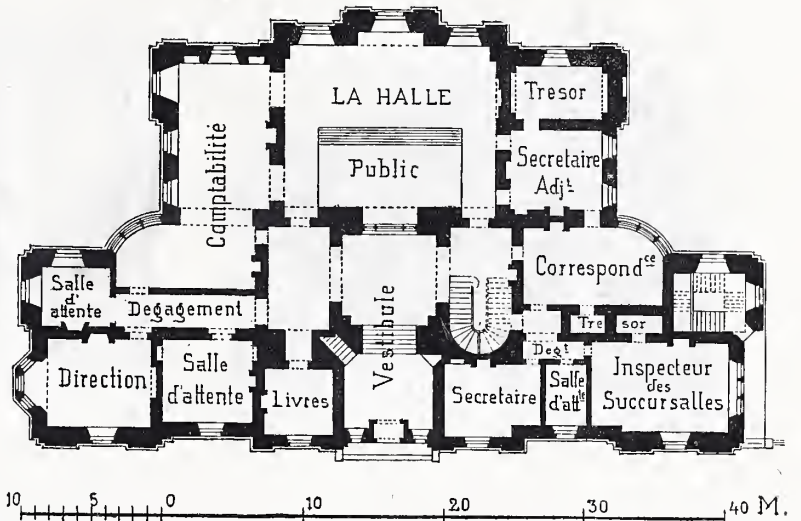 LA HALLE
Tresor
Public
Secretaire
Adjt
Comptabilité
Correspondce
Salle
d'
attente
Degagement
Tre sor
Vestibule
Degt
Direction
Salle
d'attente
Livres
Secretaire
Salle
d'attte
Inspecteur
des
Succursalles
10 5 0 10 20 30 40 M.